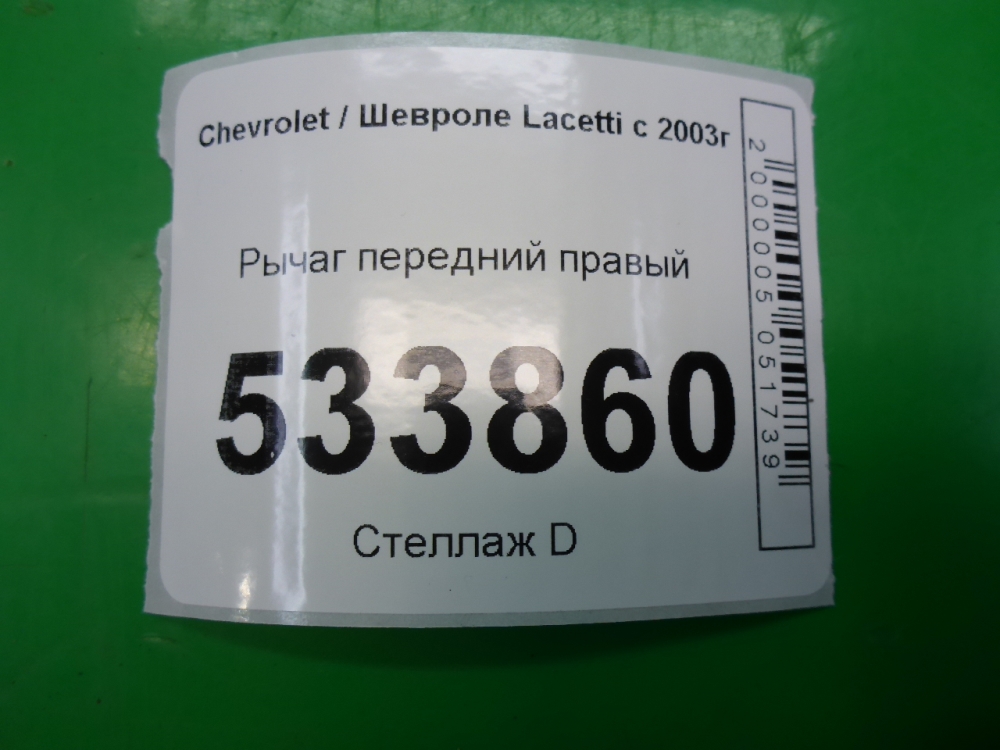 Chevrolet / Шевроле Lacetti с 2003г
Рычаг передний правый
533860
Стеллаж D
2000005051739